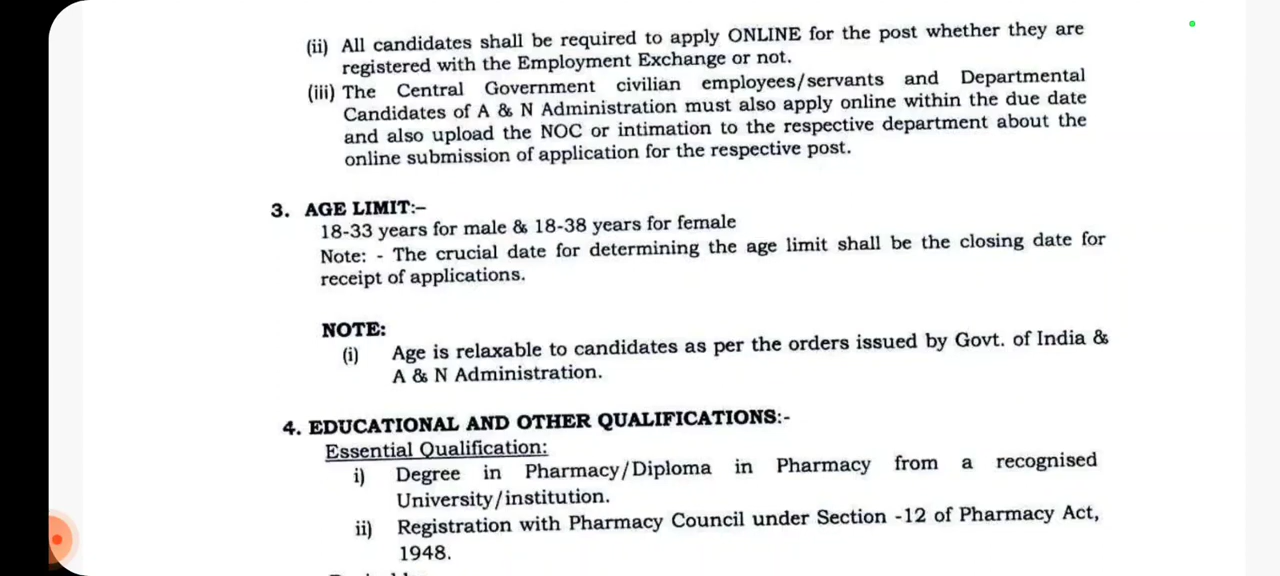 (ii) All candidates shall be required to apply ONLINE for the post whether they are
registered with the Employment Exchange or not.
(iii) The Central Government civilian employees/servants and Departmental
Candidates of A & N Administration must also apply online within the due date
and also upload the NOC or intimation to the respective department about the
online submission of application for the respective post.
3. AGE LIMIT:–
18-33 years for male & 18-38 years for female
Note: - The crucial date for determining the age limit shall be the closing date for
receipt of applications.
NOTE:
(i) Age is relaxable to candidates as per the orders issued by Govt. of India &
A & N Administration.
4. EDUCATIONAL AND OTHER QUALIFICATIONS:-
Essential Qualification:
i) Degree in Pharmacy/Diploma in Pharmacy from a recognised
University/institution.
ii) Registration with Pharmacy Council under Section -12 of Pharmacy Act,
1948.